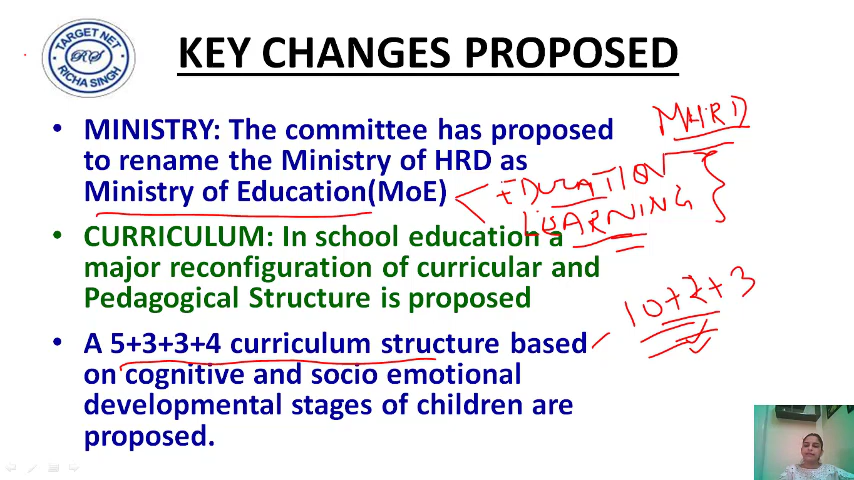 TARGET NET
RS
RICHA SINGH
KEY CHANGES PROPOSED
• MINISTRY: The committee has proposed
to rename the Ministry of HRD as
Ministry of Education(MoE)
• CURRICULUM: In school education a
major reconfiguration of curricular and
Pedagogical Structure is proposed
• A 5+3+3+4 curriculum structure based
on cognitive and socio emotional
developmental stages of children are
proposed.
MHRD
EDUCATION
LEARNING
10+2+3